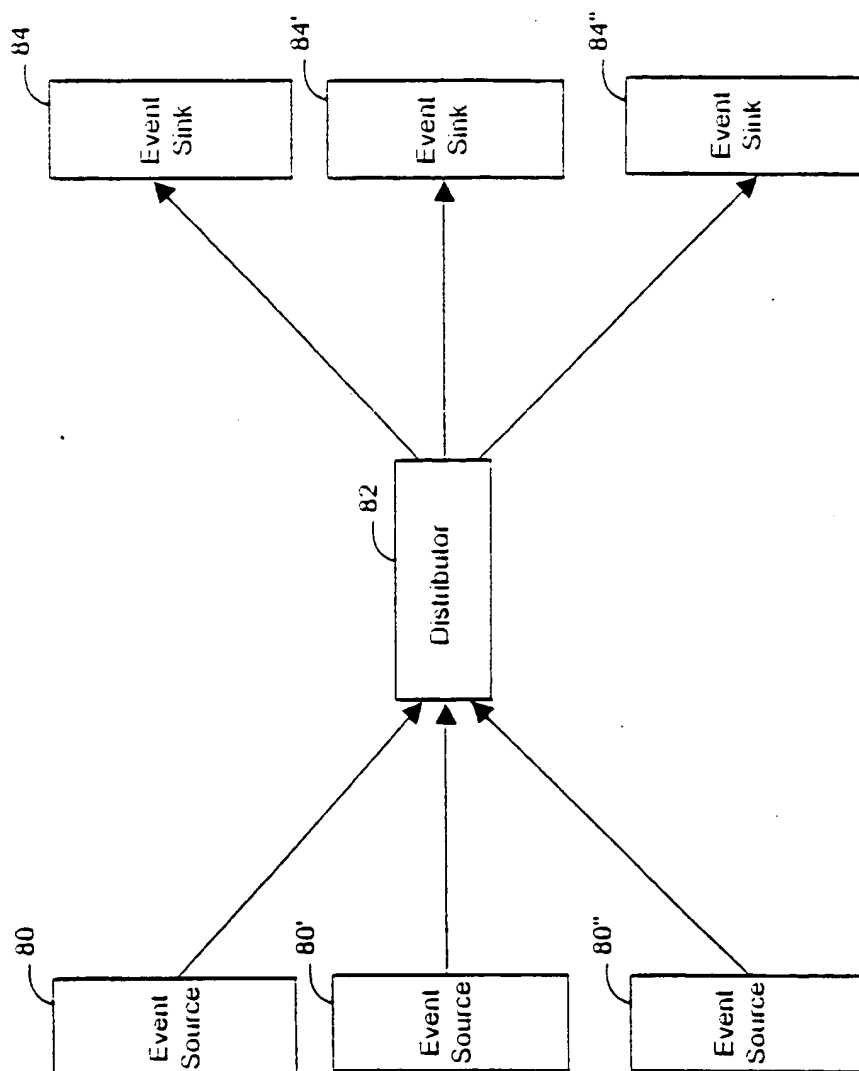 80
Event
Source
80'
Event
Source
80"
Event
Source
82
Distributor
84
Event
Sink
84'
Event
Sink
84"
Event
Sink